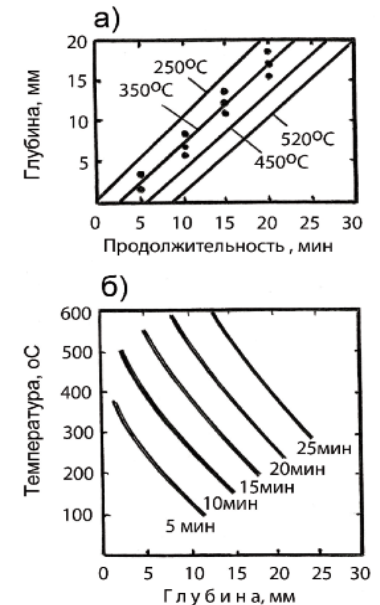 а)
Глубина, мм
20
15
10
5
250°С
350°С
450°С
520°С
0 5 10 15 20 25 30
Продолжительность, мин
б)
Температура, оС
600
500
400
300
200
100
25мин
20мин
15мин
10мин
5 мин
0 5 10 15 20 24 30
Глубина, мм